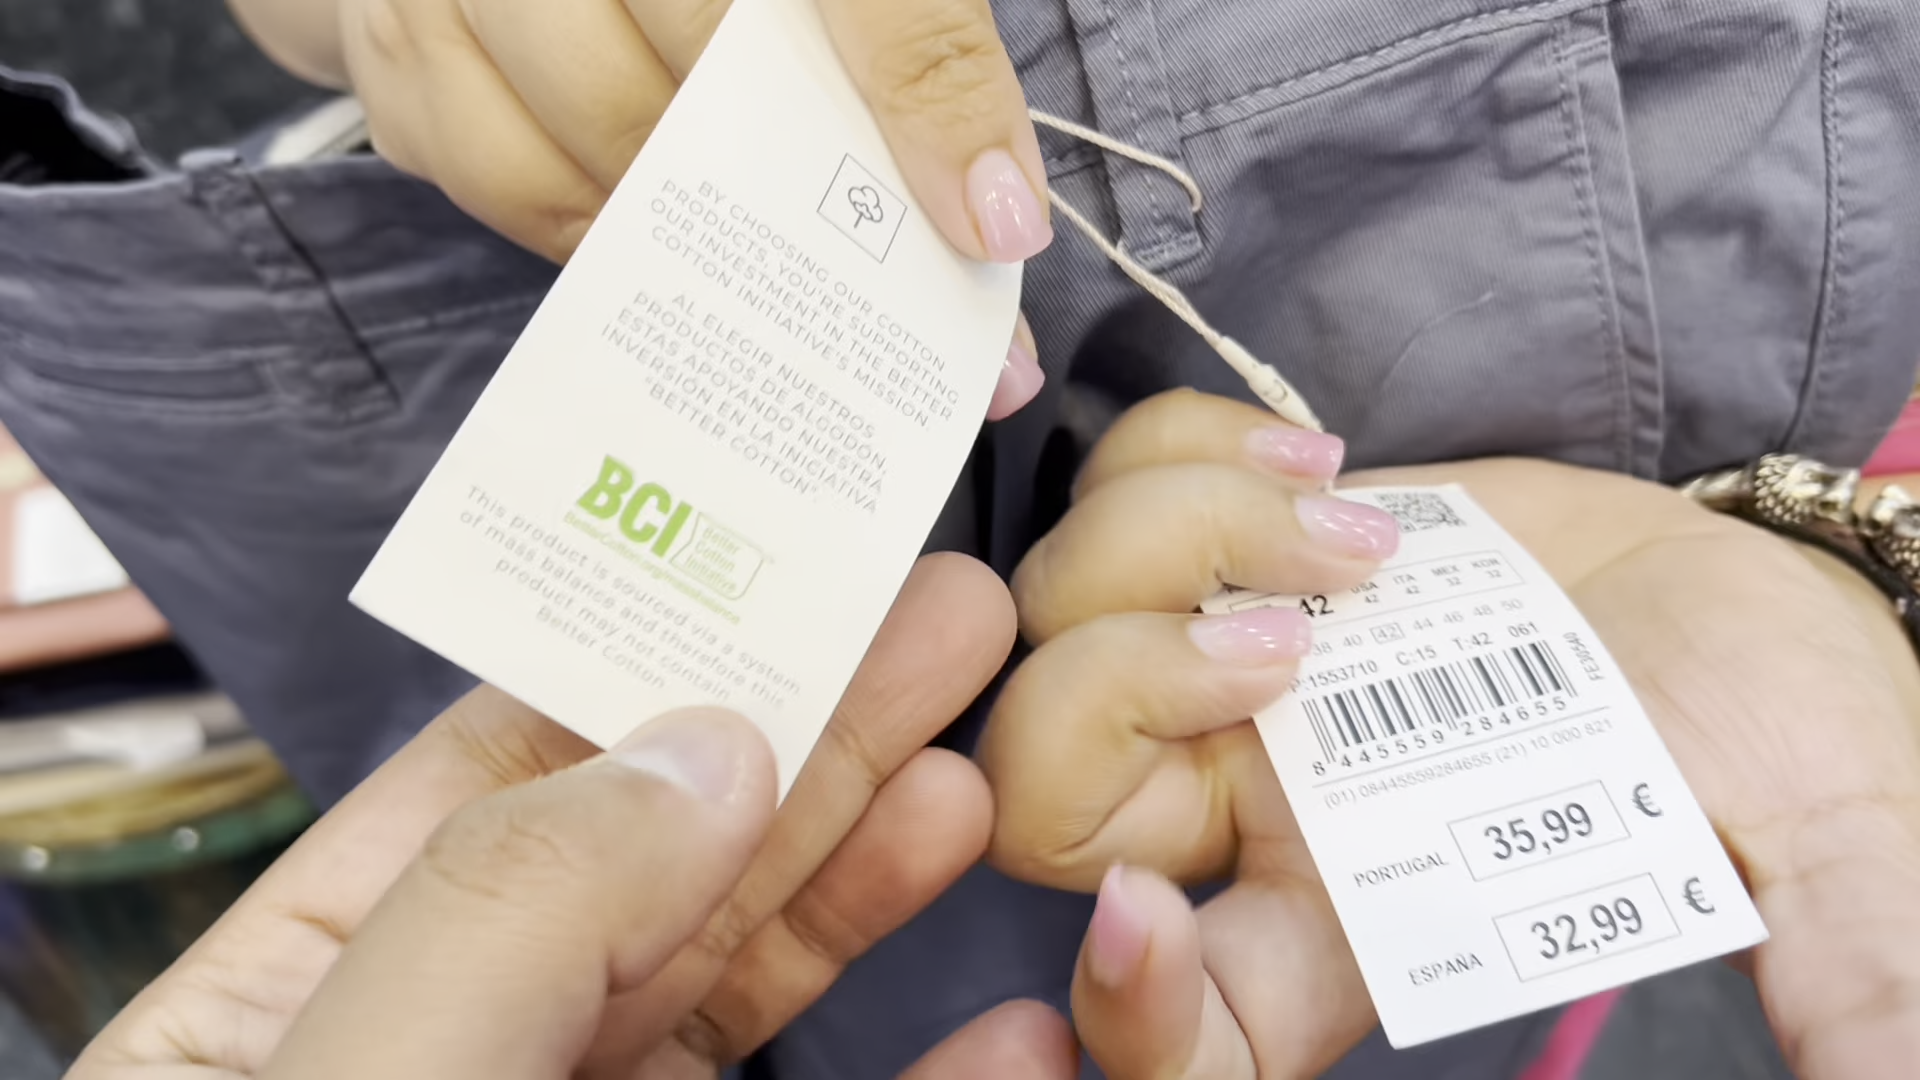 BY CHOOSING OUR COTTON
PRODUCTS, YOU'RE SUPPORTING
OUR INVESTMENT IN THE BETTER
COTTON INITIATIVE'S MISSION.
AL ELEGIR NUESTROS
PRODUCTOS DE ALGODÓN,
ESTÁS APOYANDO NUESTRA
INVERSIÓN EN LA INICIATIVA
"BETTER COTTON".
BCI
Better
Cotton
Initiative
BetterCotton.org/massbalance
This product is sourced via a system
of mass balance and therefore this
product may not contain
Better Cotton
42
USA ITA MEX KOR
42 42 32 32
38 40 42 44 46 48 50
P:1553710 C:15 T:42 061
8 445559 284655
(01) 08445559284655 (21) 10 000 821
PORTUGAL 35,99 €
ESPAÑA 32,99 €